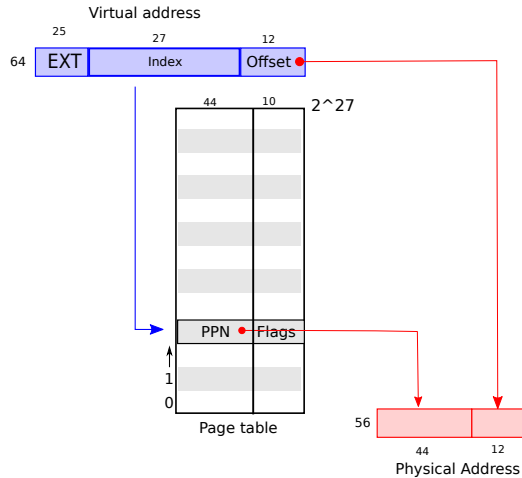 Virtual address
25 27 12
64 EXT Index Offset
44 10 2^27
PPN Flags
1
0
Page table
56
44 12
Physical Address